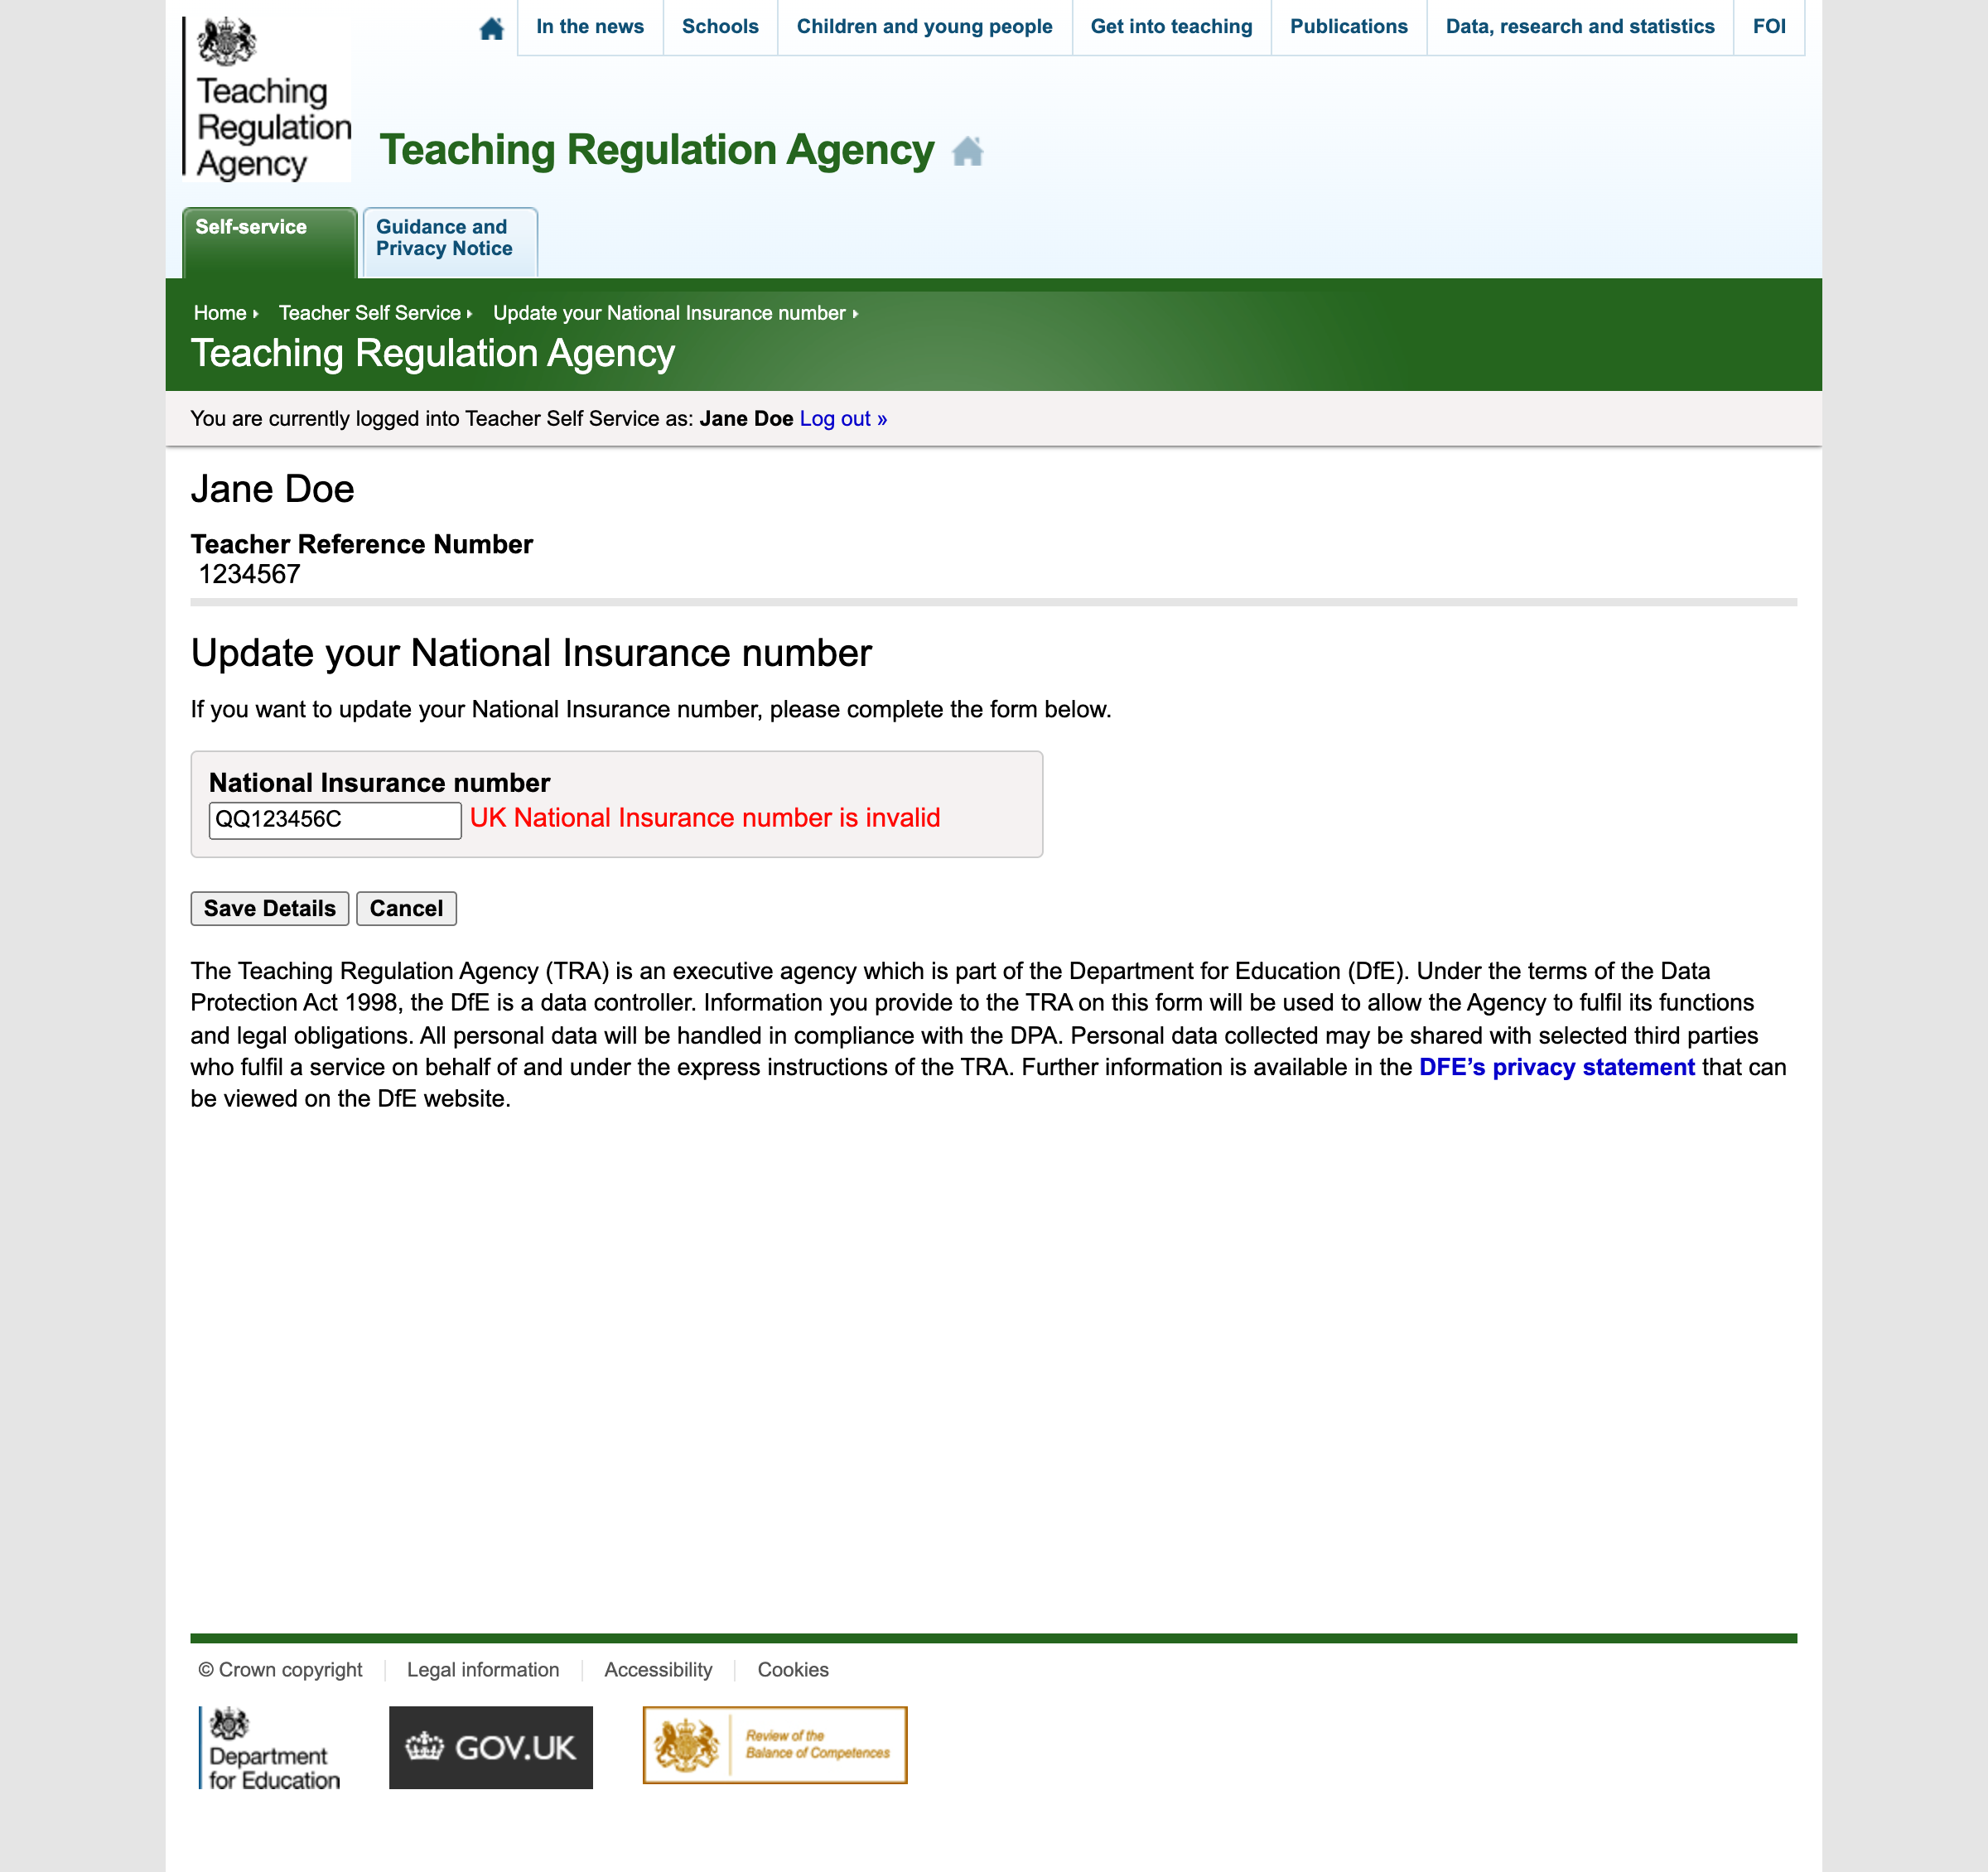 In the news
Schools
Children and young people
Get into teaching
Publications
Data, research and statistics
FOI
Teaching
Regulation
Agency
Teaching Regulation Agency
Self-service
Guidance and
Privacy Notice
Home
Teacher Self Service
Update your National Insurance number
Teaching Regulation Agency
You are currently logged into Teacher Self Service as: Jane Doe Log out »
Jane Doe
Teacher Reference Number
1234567
Update your National Insurance number
If you want to update your National Insurance number, please complete the form below.
National Insurance number
QQ123456C UK National Insurance number is invalid
Save Details Cancel
The Teaching Regulation Agency (TRA) is an executive agency which is part of the Department for Education (DfE). Under the terms of the Data
Protection Act 1998, the DfE is a data controller. Information you provide to the TRA on this form will be used to allow the Agency to fulfil its functions
and legal obligations. All personal data will be handled in compliance with the DPA. Personal data collected may be shared with selected third parties
who fulfil a service on behalf of and under the express instructions of the TRA. Further information is available in the DFE’s privacy statement that can
be viewed on the DfE website.
© Crown copyright
Legal information
Accessibility
Cookies
Department
for Education
GOV.UK
Review of the
Balance of Competences